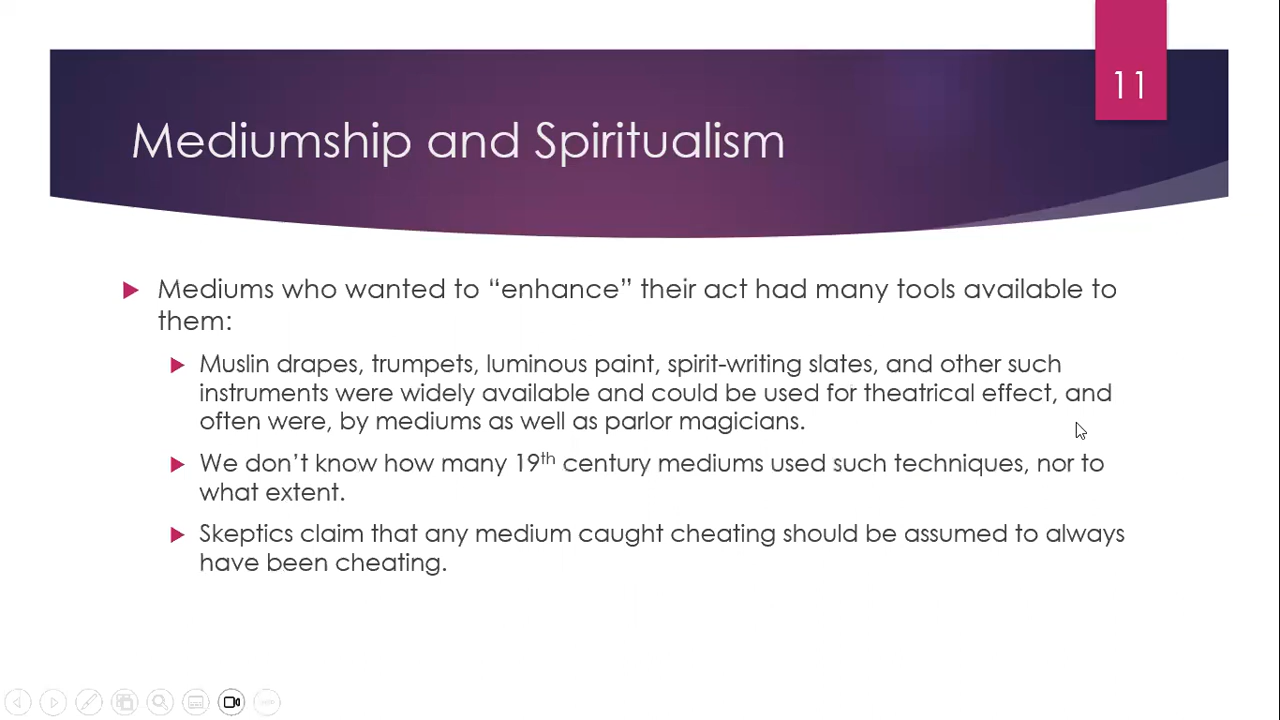 11
Mediumship and Spiritualism
Mediums who wanted to “enhance” their act had many tools available to
them:
Muslin drapes, trumpets, luminous paint, spirit-writing slates, and other such
instruments were widely available and could be used for theatrical effect, and
often were, by mediums as well as parlor magicians.
We don’t know how many 19th century mediums used such techniques, nor to
what extent.
Skeptics claim that any medium caught cheating should be assumed to always
have been cheating.